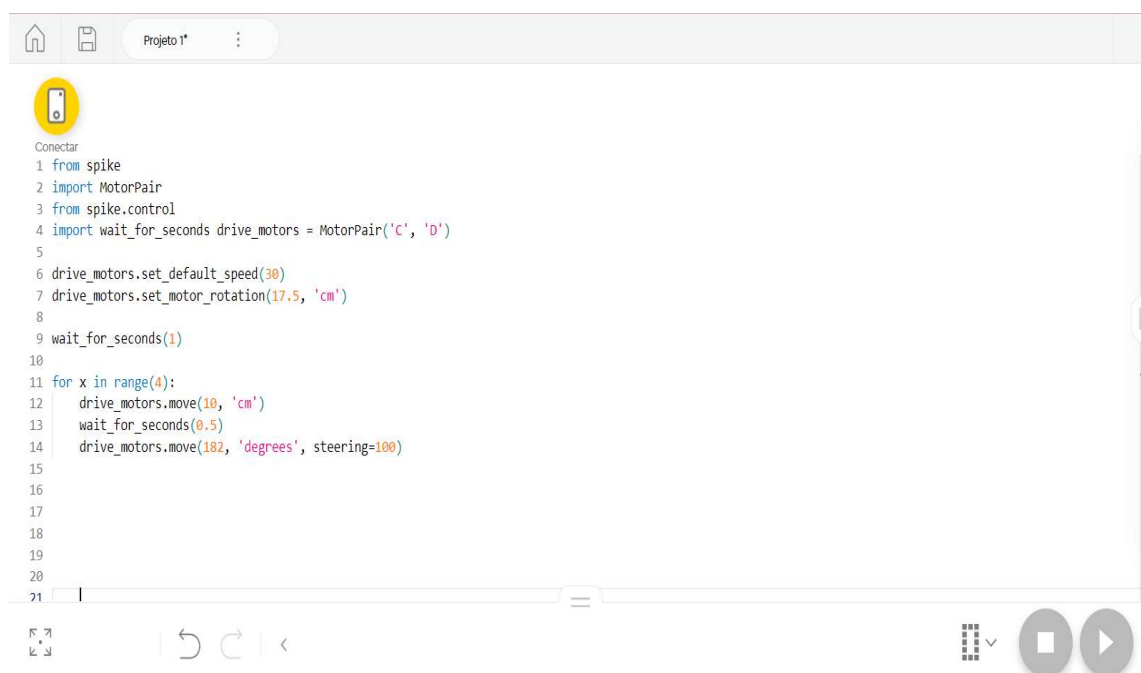 Projeto 1*
Conectar
1 from spike
2 import MotorPair
3 from spike.control
4 import wait_for_seconds drive_motors = MotorPair('C', 'D')
5
6 drive_motors.set_default_speed(30)
7 drive_motors.set_motor_rotation(17.5, 'cm')
8
9 wait_for_seconds(1)
10
11 for x in range(4):
12     drive_motors.move(10, 'cm')
13     wait_for_seconds(0.5)
14     drive_motors.move(182, 'degrees', steering=100)
15
16
17
18
19
20
21